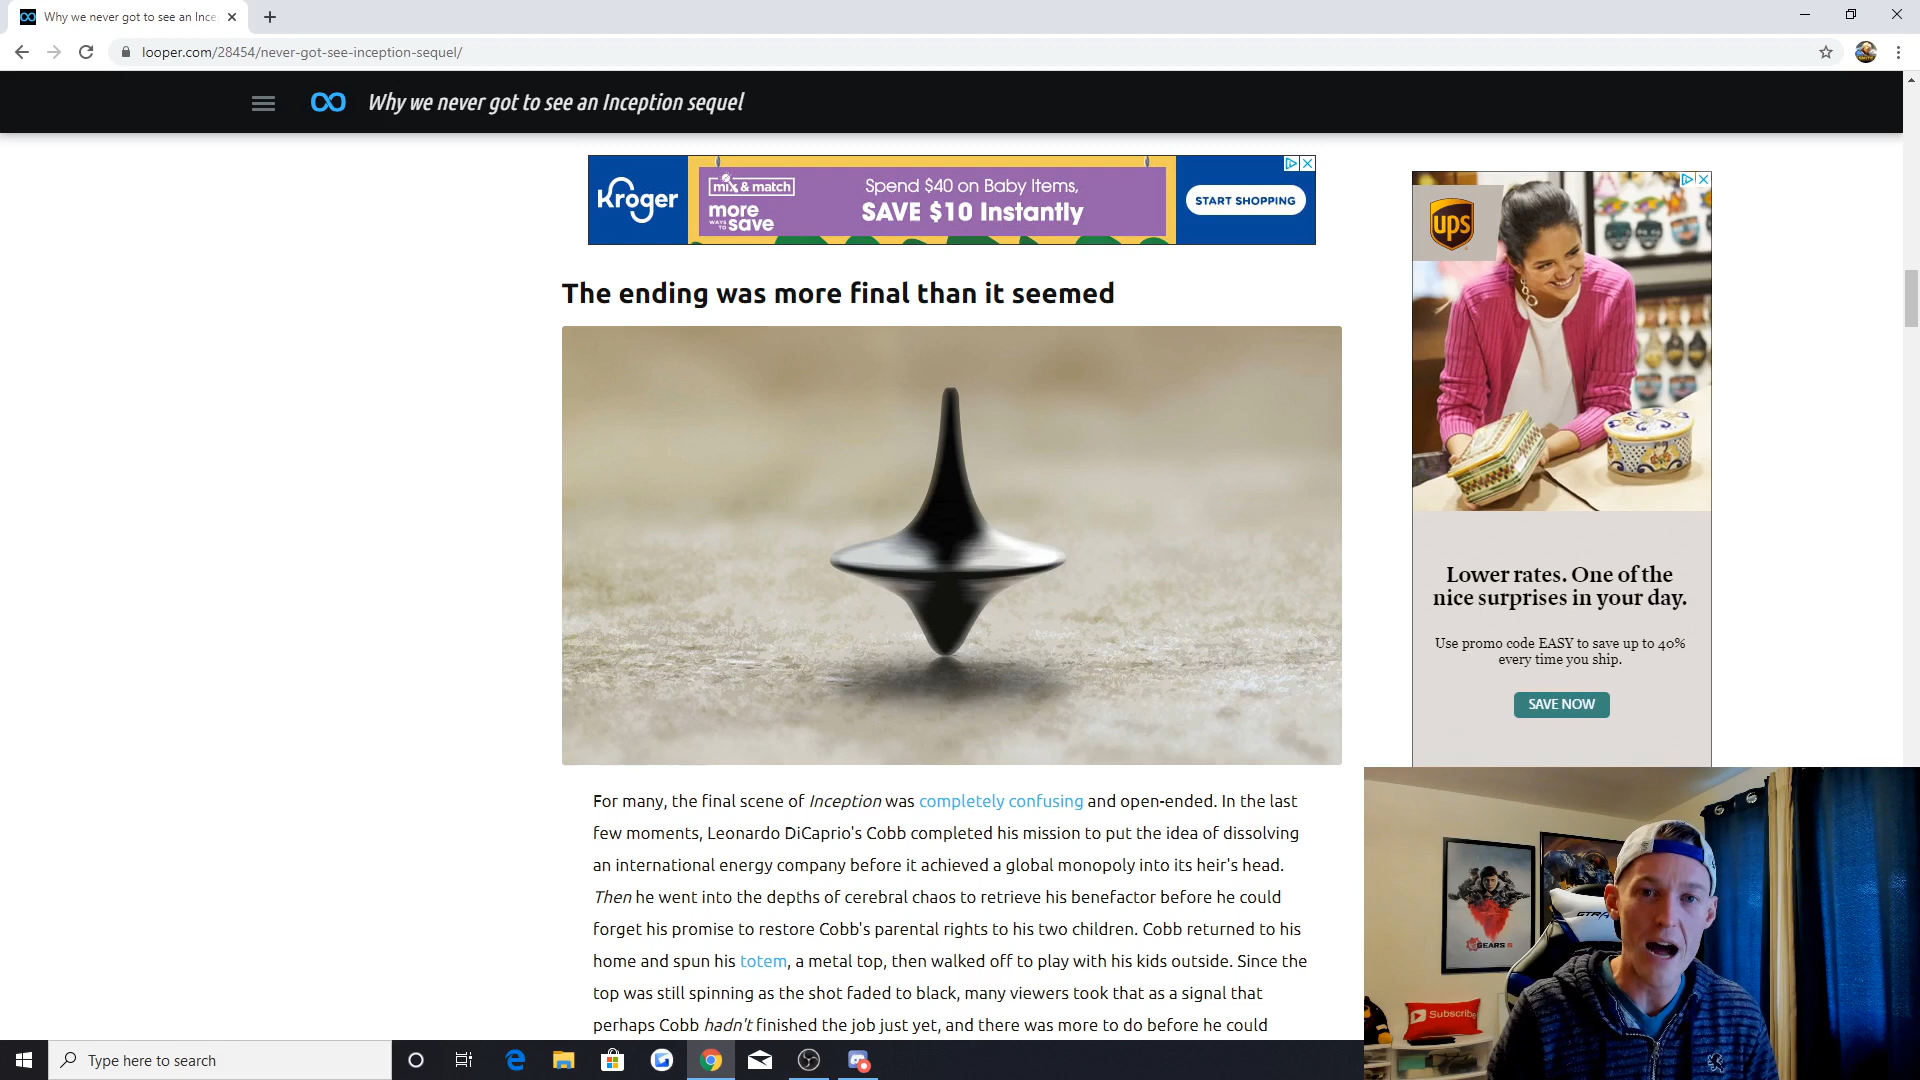 Why we never got to see an Ince
looper.com/28454/never-got-see-inception-sequel/
Why we never got to see an Inception sequel
Kroger
mix & match
more
WAYS TO
save
Spend $40 on Baby Items,
SAVE $10 Instantly
START SHOPPING
ups
The ending was more final than it seemed
Lower rates. One of the
nice surprises in your day.
Use promo code EASY to save up to 40%
every time you ship.
SAVE NOW
For many, the final scene of Inception was completely confusing and open-ended. In the last
few moments, Leonardo DiCaprio's Cobb completed his mission to put the idea of dissolving
an international energy company before it achieved a global monopoly into its heir's head.
Then he went into the depths of cerebral chaos to retrieve his benefactor before he could
forget his promise to restore Cobb's parental rights to his two children. Cobb returned to his
home and spun his totem, a metal top, then walked off to play with his kids outside. Since the
top was still spinning as the shot faded to black, many viewers took that as a signal that
perhaps Cobb hadn't finished the job just yet, and there was more to do before he could
GEARS 5
GTR
Subscribe
Type here to search